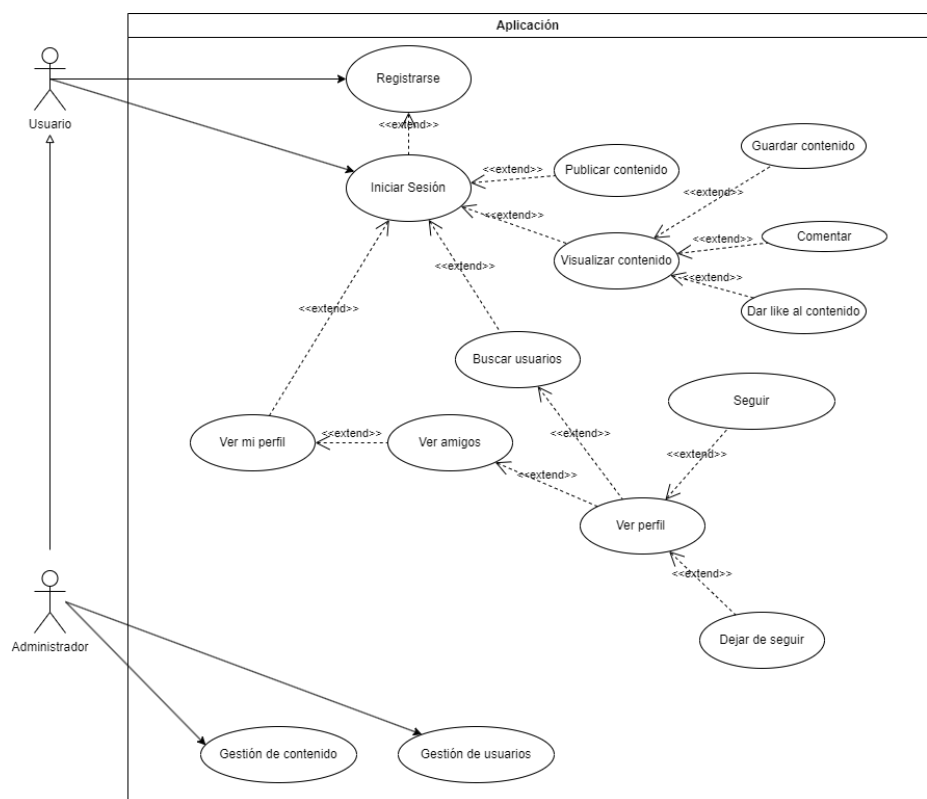 Aplicación
Usuario
Registrarse
<<extend>>
Iniciar Sesión
<<extend>>
Publicar contenido
Guardar contenido
<<extend>>
<<extend>>
Visualizar contenido
<<extend>>
Comentar
<<extend>>
Dar like al contenido
<<extend>>
<<extend>>
Buscar usuarios
Seguir
Ver mi perfil
<<extend>>
Ver amigos
<<extend>>
<<extend>>
<<extend>>
Ver perfil
<<extend>>
Dejar de seguir
Administrador
Gestión de contenido
Gestión de usuarios